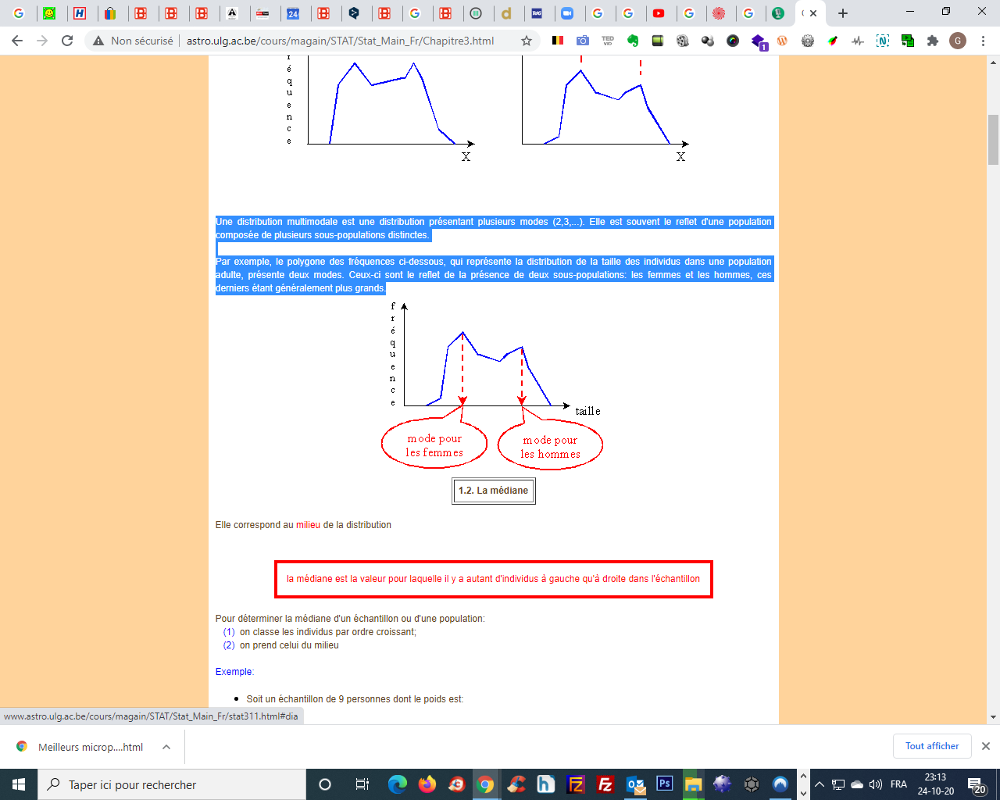 24
TED
VID
N
1
G
Non sécurisé
astro.ulg.ac.be/cours/magain/STAT/Stat_Main_Fr/Chapitre3.html
r
é
q
u
e
n
c
e
X
X
Une distribution multimodale est une distribution présentant plusieurs modes (2,3,...). Elle est souvent le reflet d'une population
composée de plusieurs sous-populations distinctes.
Par exemple, le polygone des fréquences ci-dessous, qui représente la distribution de la taille des individus dans une population
adulte, présente deux modes. Ceux-ci sont le reflet de la présence de deux sous-populations: les femmes et les hommes, ces
derniers étant généralement plus grands.
f
r
é
q
u
e
n
c
e
taille
mode pour
les femmes
mode pour
les hommes
1.2. La médiane
Elle correspond au milieu de la distribution
la médiane est la valeur pour laquelle il y a autant d'individus à gauche qu'à droite dans l'échantillon
Pour déterminer la médiane d'un échantillon ou d'une population:
(1) on classe les individus par ordre croissant;
(2) on prend celui du milieu
Exemple:
Soit un échantillon de 9 personnes dont le poids est:
www.astro.ulg.ac.be/cours/magain/STAT/Stat_Main_Fr/stat311.html#dia
Meilleurs microp....html
Tout afficher
Taper ici pour rechercher
Ps
FRA
23:13
24-10-20
20